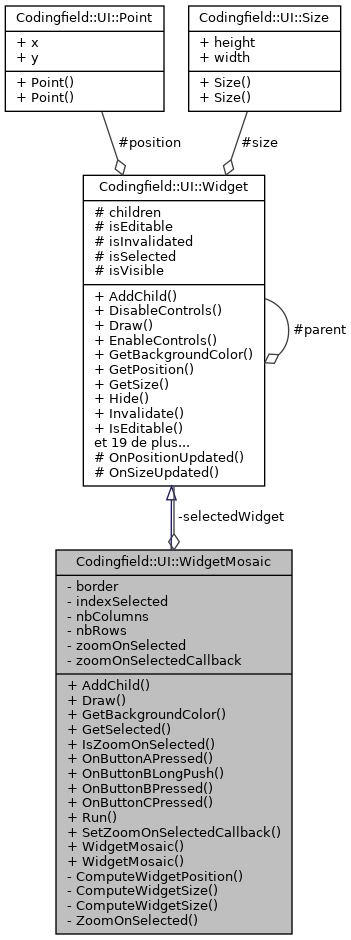 Codingfield::UI::Point
+ x
+ y
+ Point()
+ Point()
Codingfield::UI::Size
+ height
+ width
+ Size()
+ Size()
#position
#size
Codingfield::UI::Widget
# children
# isEditable
# isInvalidated
# isSelected
# isVisible
+ AddChild()
+ DisableControls()
+ Draw()
+ EnableControls()
+ GetBackgroundColor()
+ GetPosition()
+ GetSize()
+ Hide()
+ Invalidate()
+ IsEditable()
et 19 de plus...
# OnPositionUpdated()
# OnSizeUpdated()
#parent
-selectedWidget
Codingfield::UI::WidgetMosaic
- border
- indexSelected
- nbColumns
- nbRows
- zoomOnSelected
- zoomOnSelectedCallback
+ AddChild()
+ Draw()
+ GetBackgroundColor()
+ GetSelected()
+ IsZoomOnSelected()
+ OnButtonAPressed()
+ OnButtonBLongPush()
+ OnButtonBPressed()
+ OnButtonCPressed()
+ Run()
+ SetZoomOnSelectedCallback()
+ WidgetMosaic()
+ WidgetMosaic()
- ComputeWidgetPosition()
- ComputeWidgetSize()
- ComputeWidgetSize()
- ZoomOnSelected()